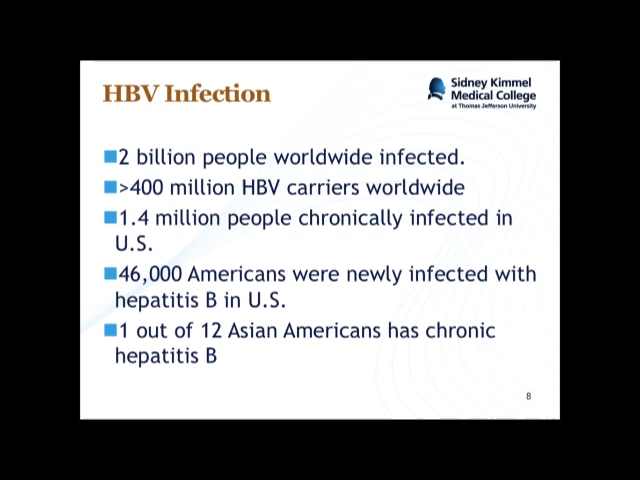 HBV Infection
Sidney Kimmel
Medical College
at Thomas Jefferson University
2 billion people worldwide infected.
>400 million HBV carriers worldwide
1.4 million people chronically infected in
U.S.
46,000 Americans were newly infected with
hepatitis B in U.S.
1 out of 12 Asian Americans has chronic
hepatitis B
8